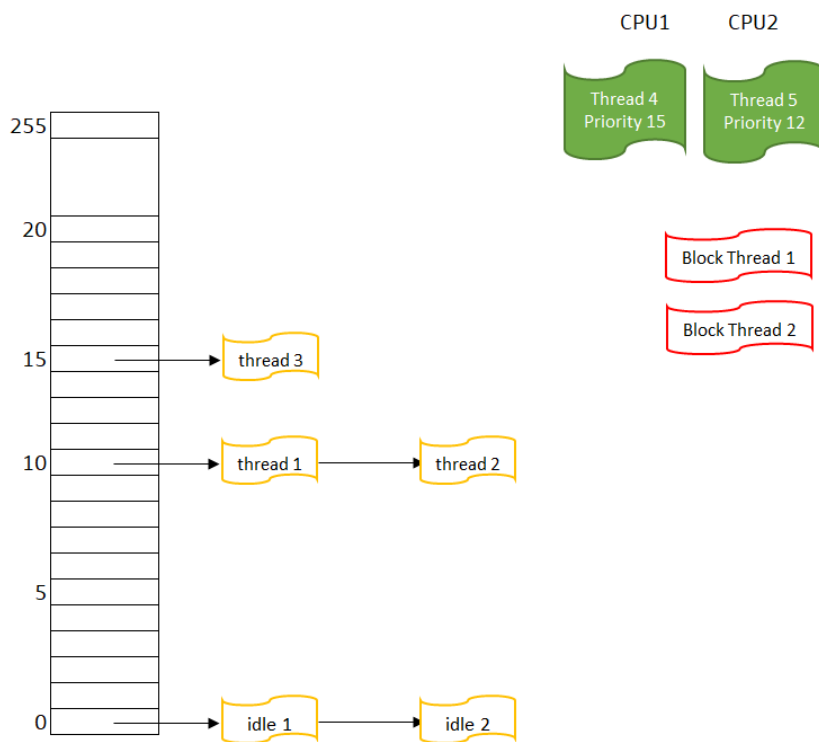 CPU1 CPU2
Thread 4
Priority 15
Thread 5
Priority 12
255
20
Block Thread 1
Block Thread 2
15
thread 3
10
thread 1
thread 2
5
0
idle 1
idle 2